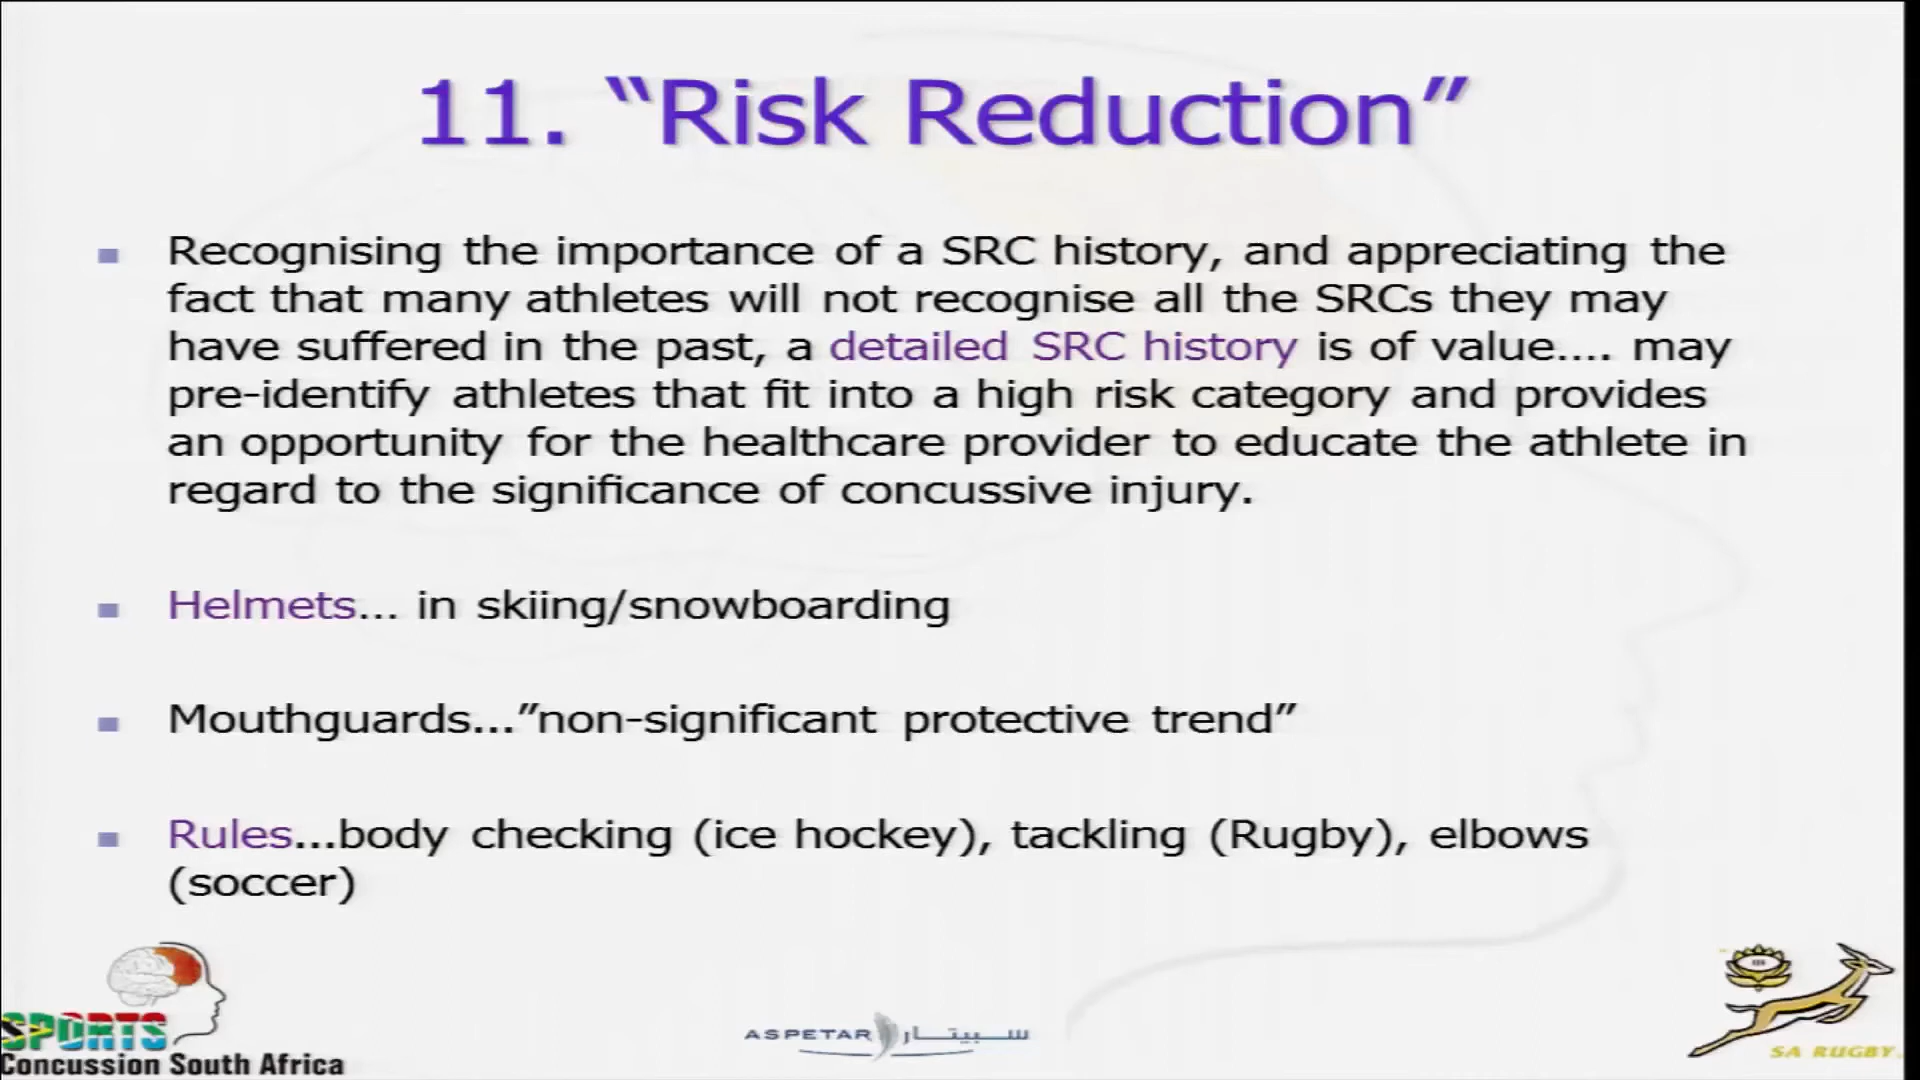 11. “Risk Reduction”
Recognising the importance of a SRC history, and appreciating the
fact that many athletes will not recognise all the SRCs they may
have suffered in the past, a detailed SRC history is of value.... may
pre-identify athletes that fit into a high risk category and provides
an opportunity for the healthcare provider to educate the athlete in
regard to the significance of concussive injury.
Helmets... in skiing/snowboarding
Mouthguards...”non-significant protective trend”
Rules...body checking (ice hockey), tackling (Rugby), elbows
(soccer)
SPORTS
Concussion South Africa
ASPETAR سبيتار
SA RUGBY